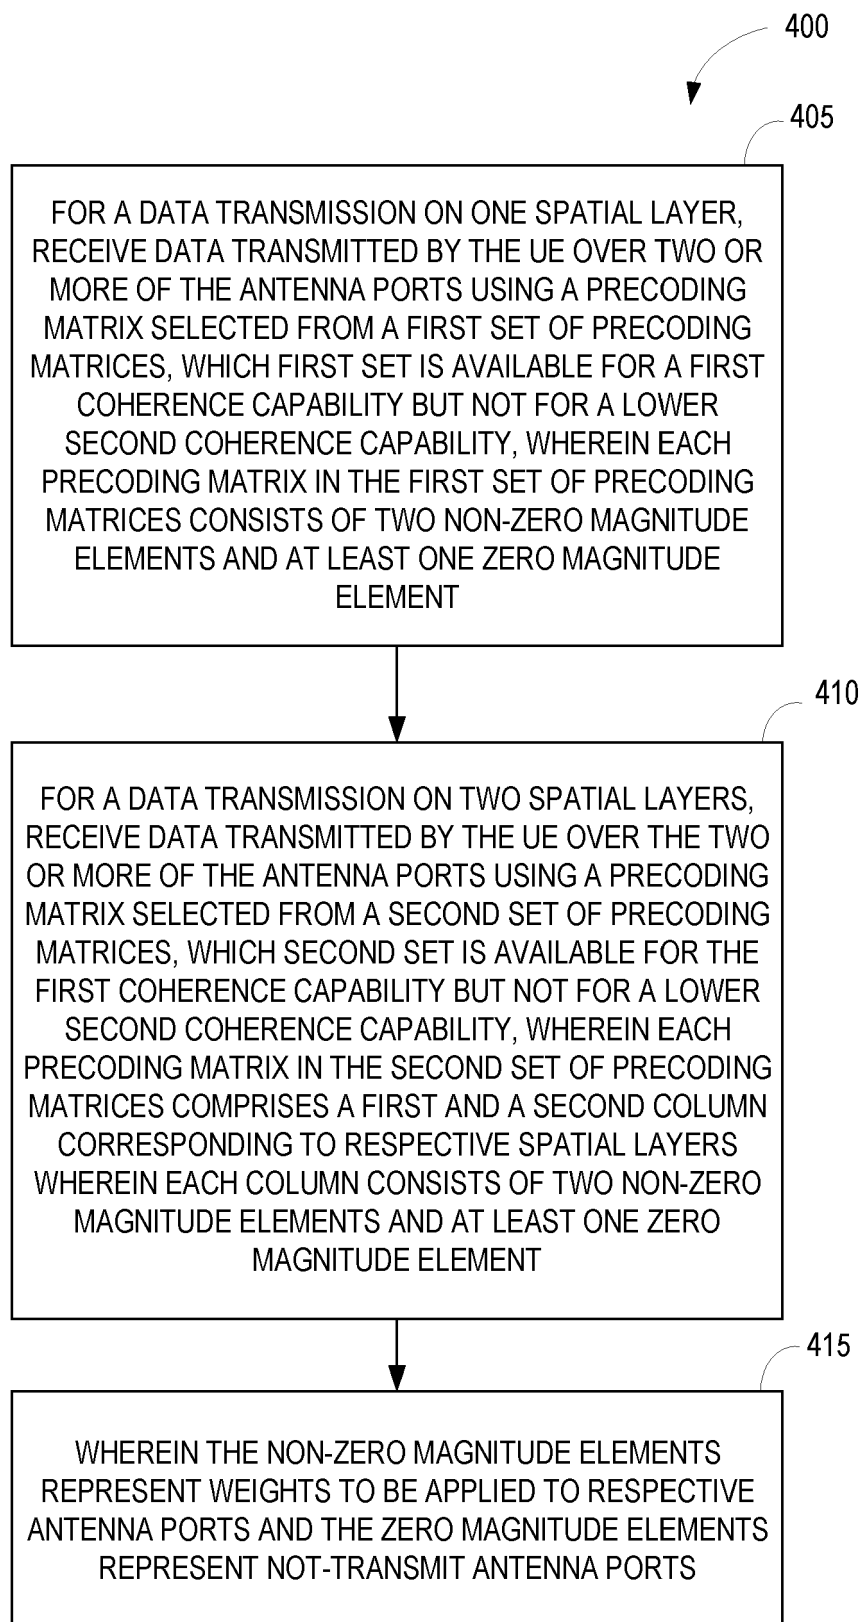 400
405
FOR A DATA TRANSMISSION ON ONE SPATIAL LAYER,
RECEIVE DATA TRANSMITTED BY THE UE OVER TWO OR
MORE OF THE ANTENNA PORTS USING A PRECODING
MATRIX SELECTED FROM A FIRST SET OF PRECODING
MATRICES, WHICH FIRST SET IS AVAILABLE FOR A FIRST
COHERENCE CAPABILITY BUT NOT FOR A LOWER
SECOND COHERENCE CAPABILITY, WHEREIN EACH
PRECODING MATRIX IN THE FIRST SET OF PRECODING
MATRICES CONSISTS OF TWO NON-ZERO MAGNITUDE
ELEMENTS AND AT LEAST ONE ZERO MAGNITUDE
ELEMENT
410
FOR A DATA TRANSMISSION ON TWO SPATIAL LAYERS,
RECEIVE DATA TRANSMITTED BY THE UE OVER THE TWO
OR MORE OF THE ANTENNA PORTS USING A PRECODING
MATRIX SELECTED FROM A SECOND SET OF PRECODING
MATRICES, WHICH SECOND SET IS AVAILABLE FOR THE
FIRST COHERENCE CAPABILITY BUT NOT FOR A LOWER
SECOND COHERENCE CAPABILITY, WHEREIN EACH
PRECODING MATRIX IN THE SECOND SET OF PRECODING
MATRICES COMPRISES A FIRST AND A SECOND COLUMN
CORRESPONDING TO RESPECTIVE SPATIAL LAYERS
WHEREIN EACH COLUMN CONSISTS OF TWO NON-ZERO
MAGNITUDE ELEMENTS AND AT LEAST ONE ZERO
MAGNITUDE ELEMENT
415
WHEREIN THE NON-ZERO MAGNITUDE ELEMENTS
REPRESENT WEIGHTS TO BE APPLIED TO RESPECTIVE
ANTENNA PORTS AND THE ZERO MAGNITUDE ELEMENTS
REPRESENT NOT-TRANSMIT ANTENNA PORTS